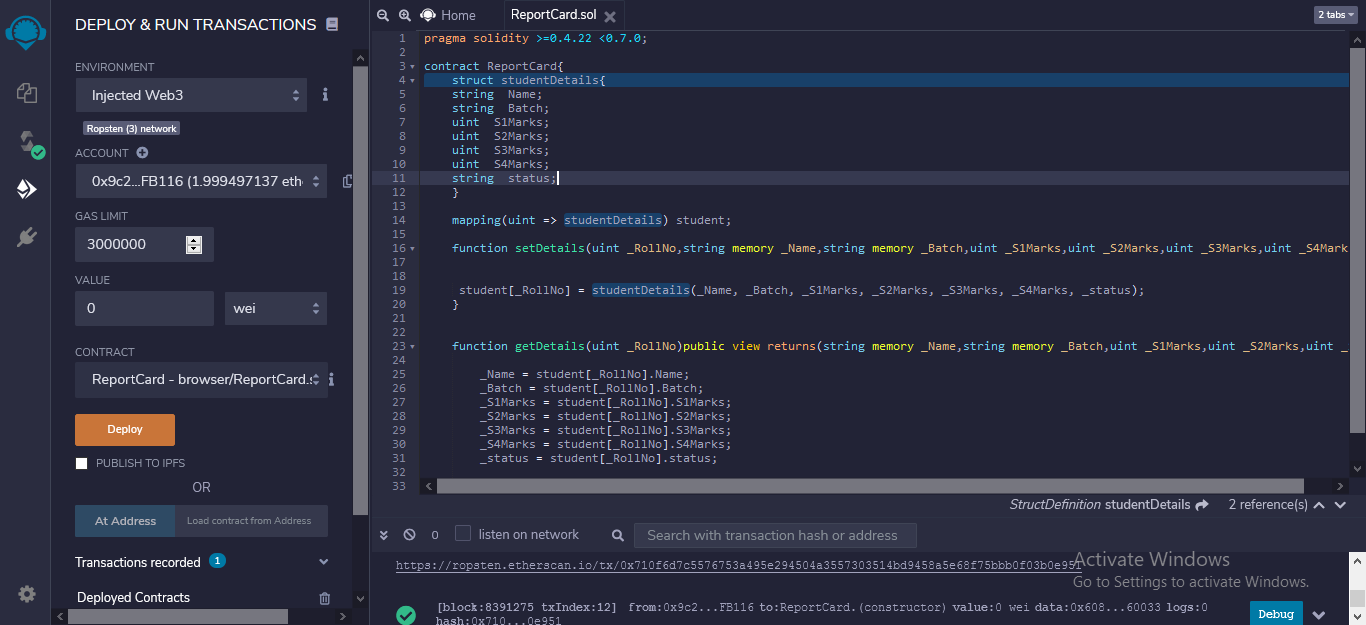 DEPLOY & RUN TRANSACTIONS
ENVIRONMENT
Injected Web3
i
Ropsten (3) network
ACCOUNT
0x9c2...FB116 (1.999497137 eth
GAS LIMIT
3000000
VALUE
0
wei
CONTRACT
ReportCard - browser/ReportCard.s
i
Deploy
PUBLISH TO IPFS
OR
At Address
Load contract from Address
Transactions recorded 1
Deployed Contracts
Home
ReportCard.sol
2 tabs
1 pragma solidity >=0.4.22 <0.7.0;
2
3 contract ReportCard{
4 struct studentDetails{
5 string Name;
6 string Batch;
7 uint S1Marks;
8 uint S2Marks;
9 uint S3Marks;
10 uint S4Marks;
11 string status;
12 }
13
14 mapping(uint => studentDetails) student;
15
16 function setDetails(uint _RollNo,string memory _Name,string memory _Batch,uint _S1Marks,uint _S2Marks,uint _S3Marks,uint _S4Mark
17
18
19 student[_RollNo] = studentDetails(_Name, _Batch, _S1Marks, _S2Marks, _S3Marks, _S4Marks, _status);
20 }
21
22
23 function getDetails(uint _RollNo)public view returns(string memory _Name,string memory _Batch,uint _S1Marks,uint _S2Marks,uint _
24
25 _Name = student[_RollNo].Name;
26 _Batch = student[_RollNo].Batch;
27 _S1Marks = student[_RollNo].S1Marks;
28 _S2Marks = student[_RollNo].S2Marks;
29 _S3Marks = student[_RollNo].S3Marks;
30 _S4Marks = student[_RollNo].S4Marks;
31 _status = student[_RollNo].status;
32
33
StructDefinition studentDetails 2 reference(s)
0 listen on network
Search with transaction hash or address
https://ropsten.etherscan.io/tx/0x710f6d7c5576753a495e294504a3557303514bd9458a5e68f75bbb0f03b0e951
Activate Windows
Go to Settings to activate Windows.
[block:8391275 txIndex:12] from:0x9c2...FB116 to:ReportCard.(constructor) value:0 wei data:0x608...60033 logs:0
hash:0x710...0e951
Debug